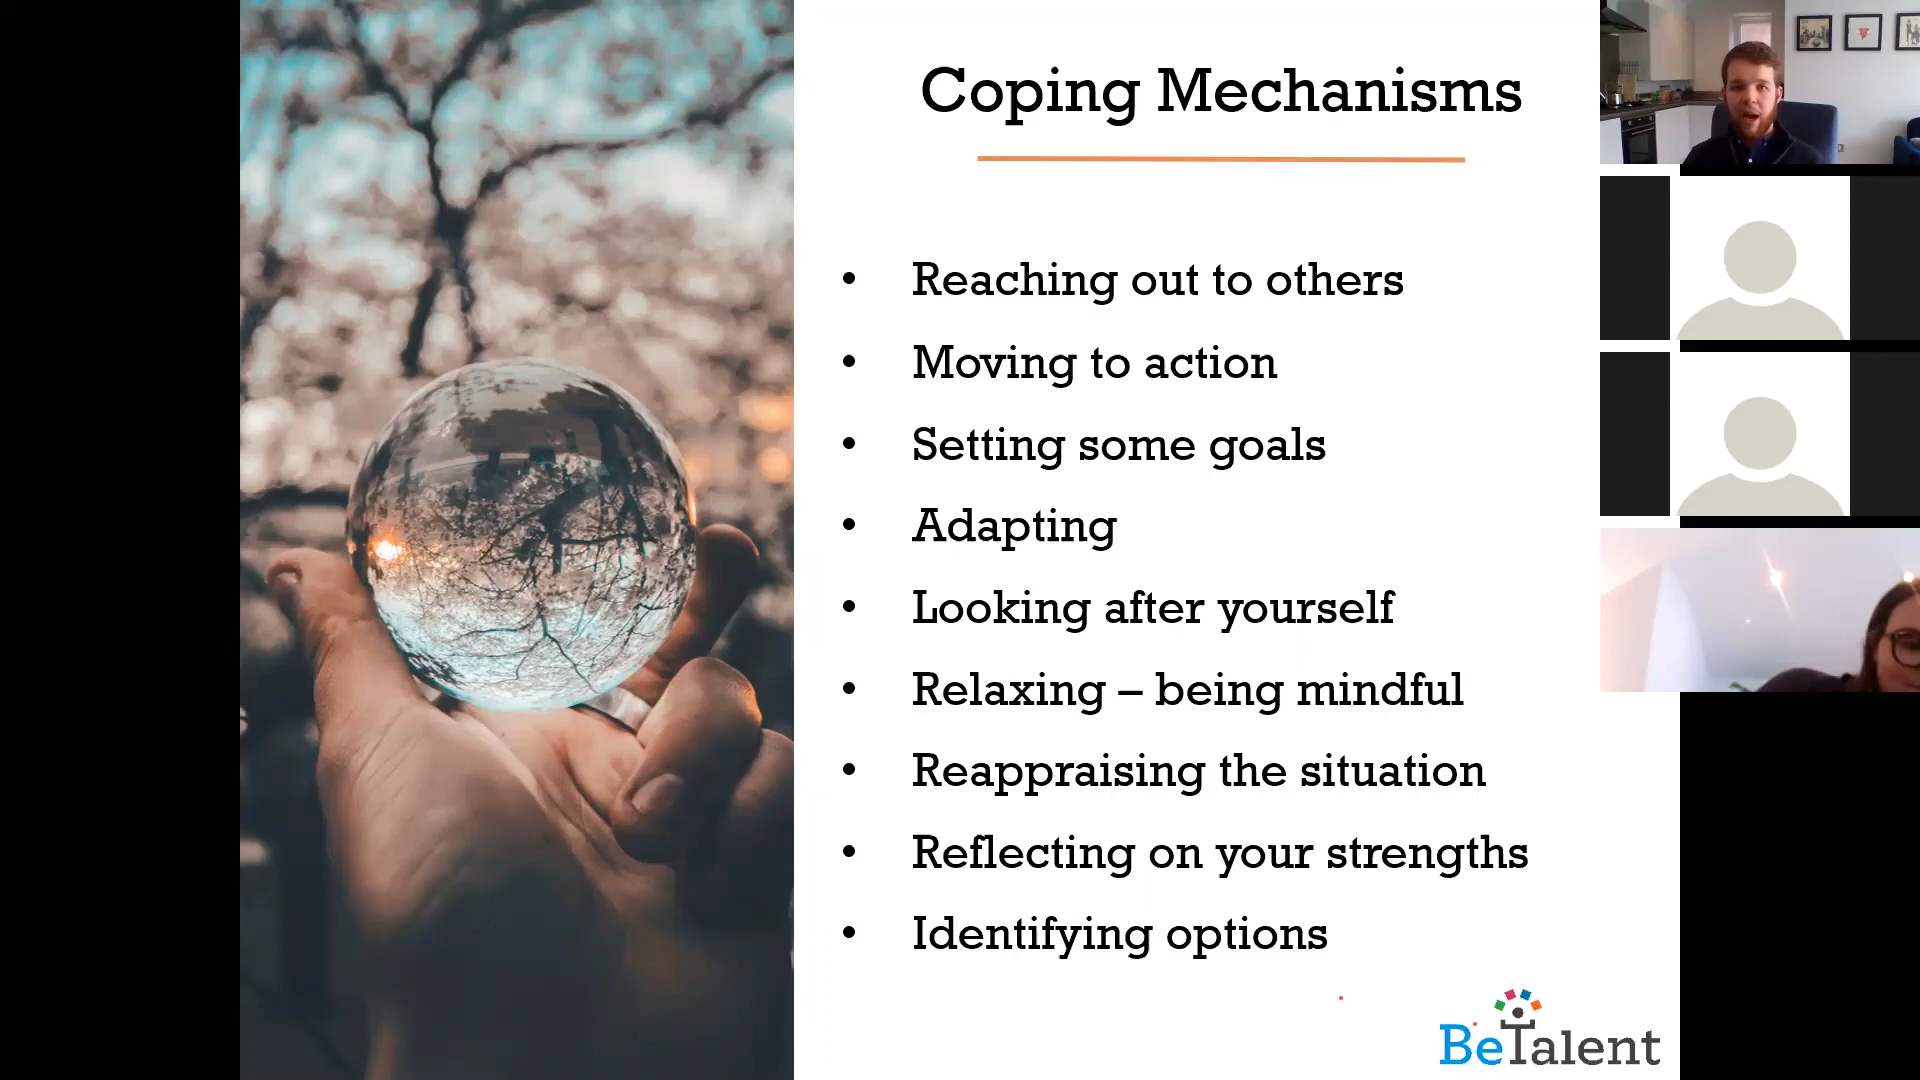 Coping Mechanisms
• Reaching out to others
• Moving to action
• Setting some goals
• Adapting
• Looking after yourself
• Relaxing – being mindful
• Reappraising the situation
• Reflecting on your strengths
• Identifying options
BeTalent